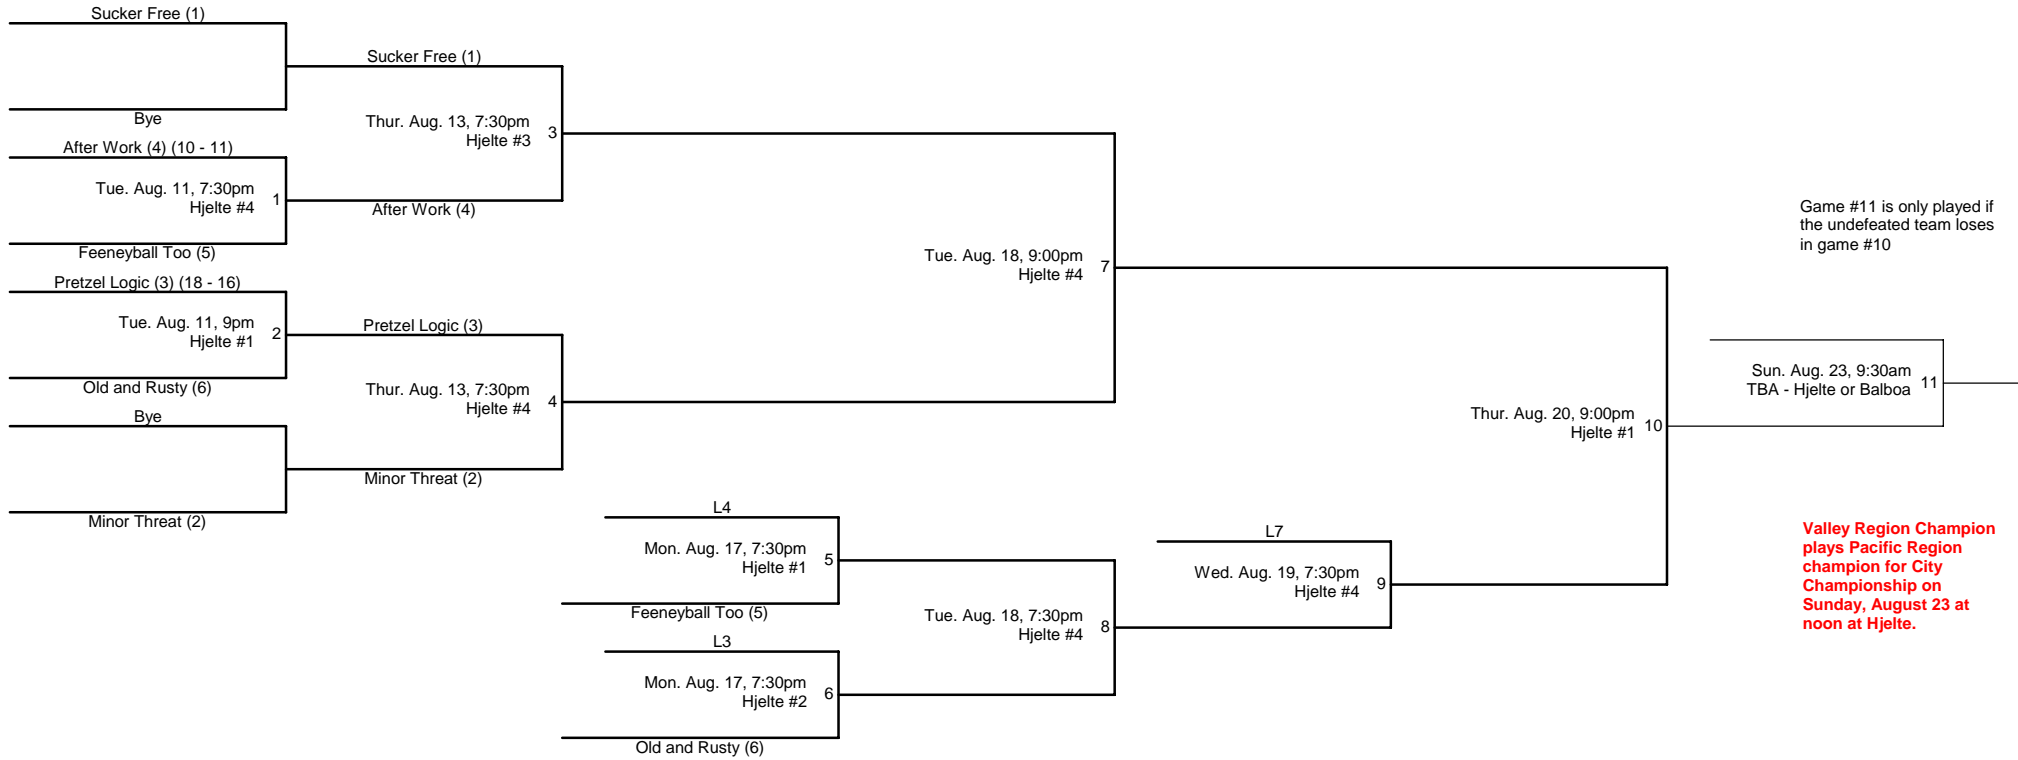 Sucker Free (1)
Bye
After Work (4) (10 - 11)
Tue. Aug. 11, 7:30pm
Hjelte #4
1
Feeneyball Too (5)
Pretzel Logic (3) (18 - 16)
Tue. Aug. 11, 9pm
Hjelte #1
2
Old and Rusty (6)
Bye
Minor Threat (2)
Sucker Free (1)
Thur. Aug. 13, 7:30pm
Hjelte #3
3
After Work (4)
Pretzel Logic (3)
Thur. Aug. 13, 7:30pm
Hjelte #4
4
Minor Threat (2)
L4
Mon. Aug. 17, 7:30pm
Hjelte #1
5
Feeneyball Too (5)
L3
Mon. Aug. 17, 7:30pm
Hjelte #2
6
Old and Rusty (6)
Tue. Aug. 18, 9:00pm
Hjelte #4
7
Tue. Aug. 18, 7:30pm
Hjelte #4
8
L7
Wed. Aug. 19, 7:30pm
Hjelte #4
9
Thur. Aug. 20, 9:00pm
Hjelte #1
10
Game #11 is only played if
the undefeated team loses
in game #10
Sun. Aug. 23, 9:30am
TBA - Hjelte or Balboa
11
Valley Region Champion
plays Pacific Region
champion for City
Championship on
Sunday, August 23 at
noon at Hjelte.